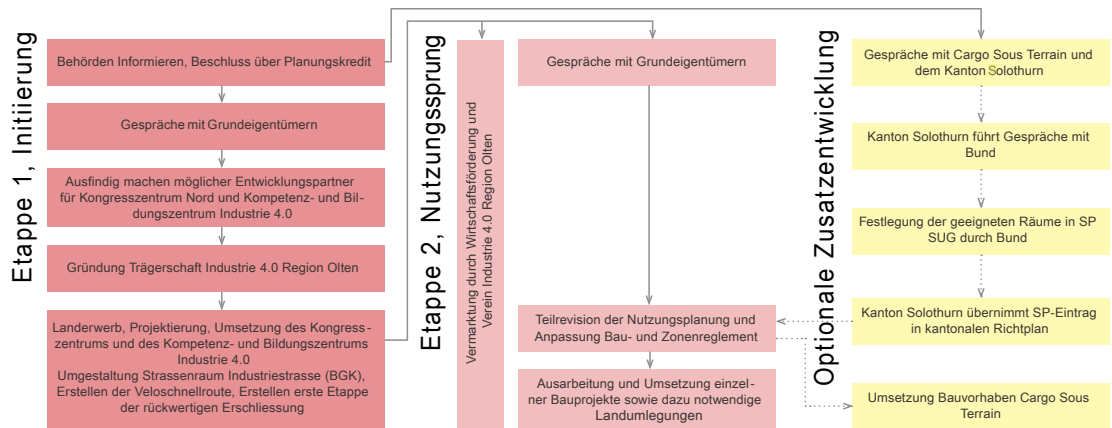 Etappe 1, Initiierung
Behörden Informieren, Beschluss über Planungskredit
Gespräche mit Grundeigentümern
Ausfindig machen möglicher Entwicklungspartner
für Kongresszentrum Nord und Kompetenz- und Bil-
dungszentrum Industrie 4.0
Gründung Trägerschaft Industrie 4.0 Region Olten
Landerwerb, Projektierung, Umsetzung des Kongress-
zentrums und des Kompetenz- und Bildungszentrums
Industrie 4.0
Umgestaltung Strassenraum Industriestrasse (BGK),
Erstellen der Veloschnellroute, Erstellen erste Etappe
der rückwertigen Erschliessung
Etappe 2, Nutzungssprung
Vermarktung durch Wirtschaftsförderung und
Verein Industrie 4.0 Region Olten
Gespräche mit Grundeigentümern
Teilrevision der Nutzungsplanung und
Anpassung Bau- und Zonenreglement
Ausarbeitung und Umsetzung einzel-
ner Bauprojekte sowie dazu notwendige
Landumlegungen
Optionale Zusatzentwicklung
Gespräche mit Cargo Sous Terrain und
dem Kanton Solothurn
Kanton Solothurn führt Gespräche mit
Bund
Festlegung der geeigneten Räume in SP
SUG durch Bund
Kanton Solothurn übernimmt SP-Eintrag
in kantonalen Richtplan
Umsetzung Bauvorhaben Cargo Sous
Terrain